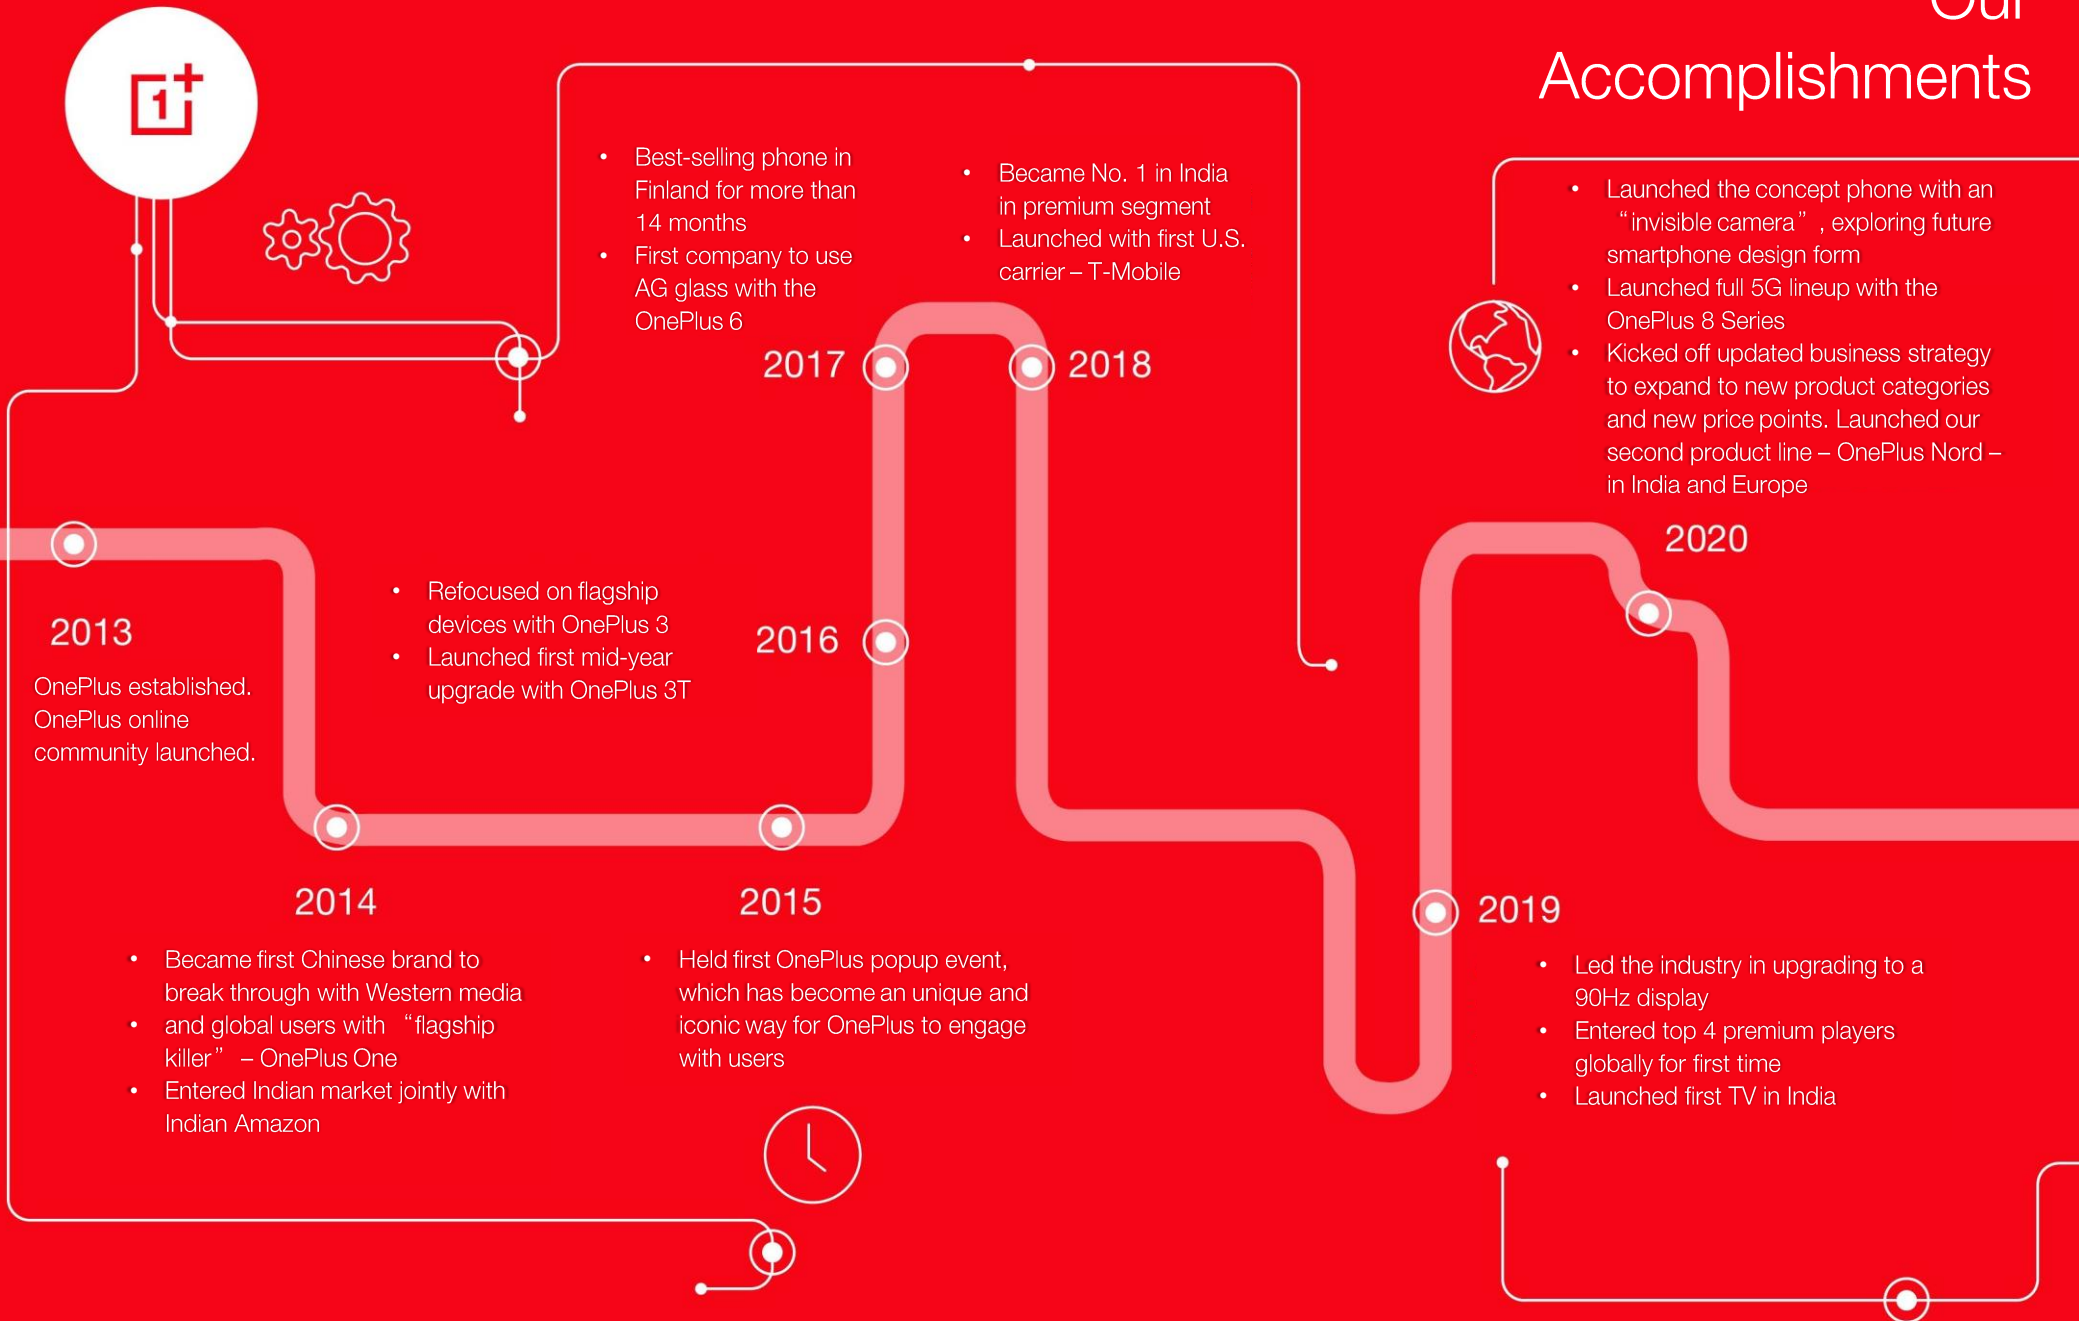 Our
Accomplishments
• Best-selling phone in
Finland for more than
14 months
• First company to use
AG glass with the
OnePlus 6
2017
• Became No. 1 in India
in premium segment
• Launched with first U.S.
carrier – T-Mobile
2018
• Launched the concept phone with an
“invisible camera”, exploring future
smartphone design form
• Launched full 5G lineup with the
OnePlus 8 Series
• Kicked off updated business strategy
to expand to new product categories
and new price points. Launched our
second product line – OnePlus Nord –
in India and Europe
2020
2013
OnePlus established.
OnePlus online
community launched.
• Refocused on flagship
devices with OnePlus 3
• Launched first mid-year
upgrade with OnePlus 3T
2016
2014
• Became first Chinese brand to
break through with Western media
• and global users with “flagship
killer” – OnePlus One
• Entered Indian market jointly with
Indian Amazon
2015
• Held first OnePlus popup event,
which has become an unique and
iconic way for OnePlus to engage
with users
2019
• Led the industry in upgrading to a
90Hz display
• Entered top 4 premium players
globally for first time
• Launched first TV in India
1+